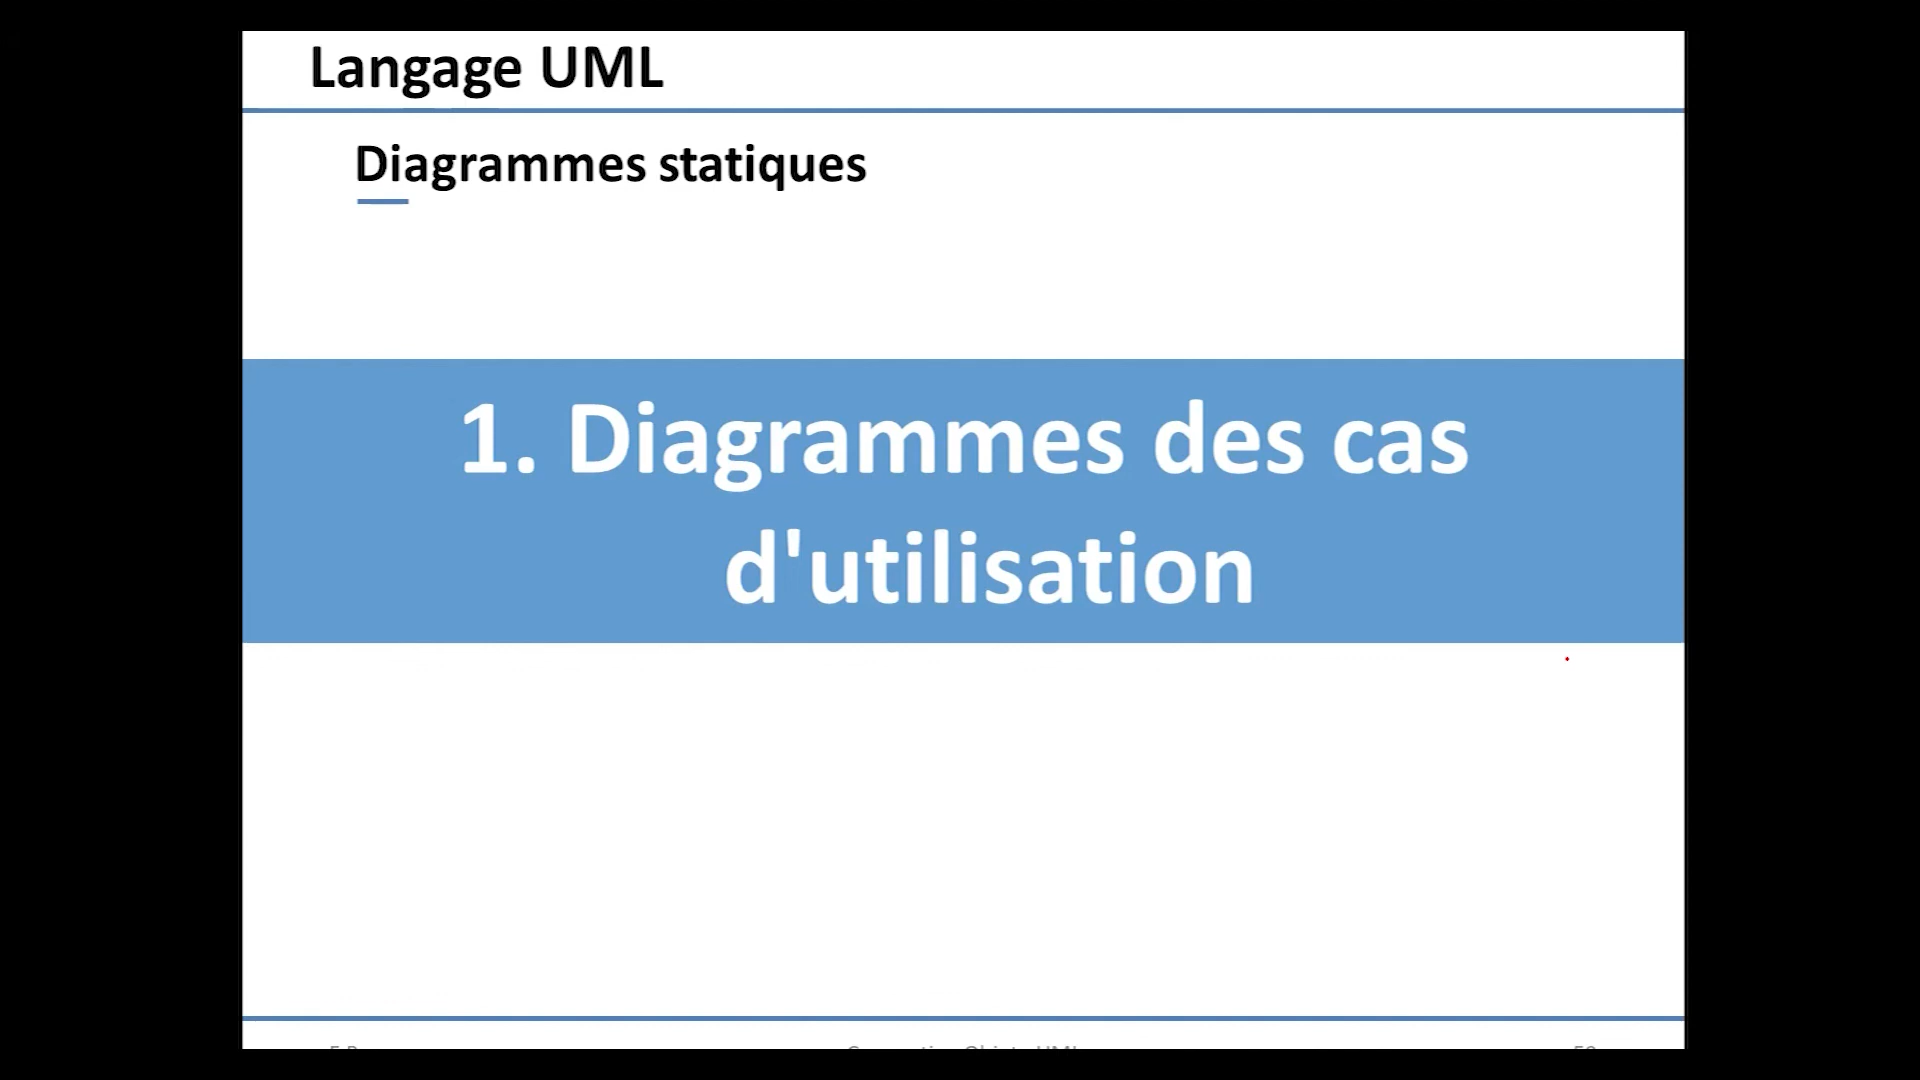 Langage UML
Diagrammes statiques
1. Diagrammes des cas
d'utilisation